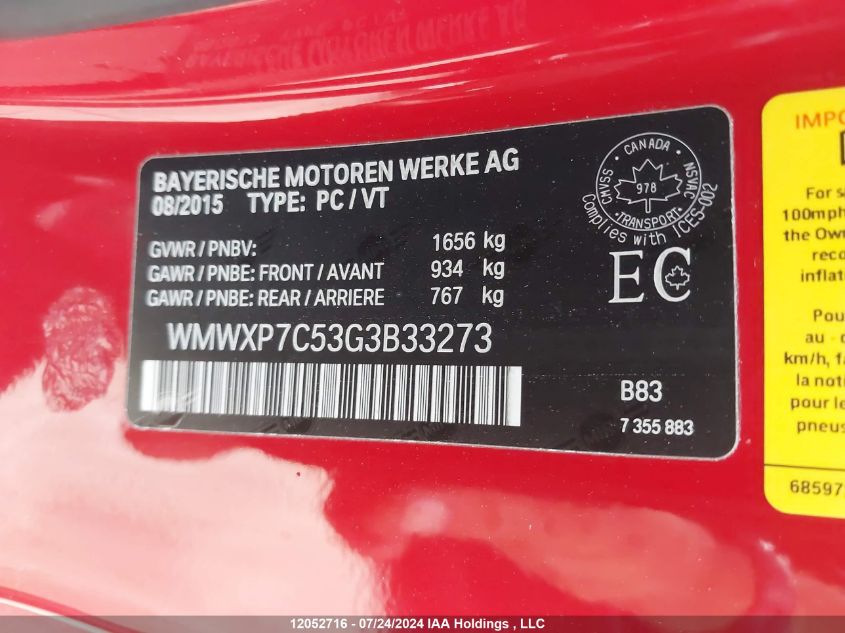 BAYERISCHE MOTOREN WERKE AG
08/2015 TYPE: PC / VT
GVWR / PNBV: 1656 kg
GAWR / PNBE: FRONT / AVANT 934 kg
GAWR / PNBE: REAR / ARRIERE 767 kg
WMWXP7C53G3B33273
CANADA
CMVSS
NSVAC
978
TRANSPORT
Complies with ICES-002
EC
B83
7 355 883
IMPO
For s
100mph
the Own
reco
inflat
Pou
au - 
km/h, fa
la noti
pour le
pneus
68597
12052716 - 07/24/2024 IAA Holdings , LLC